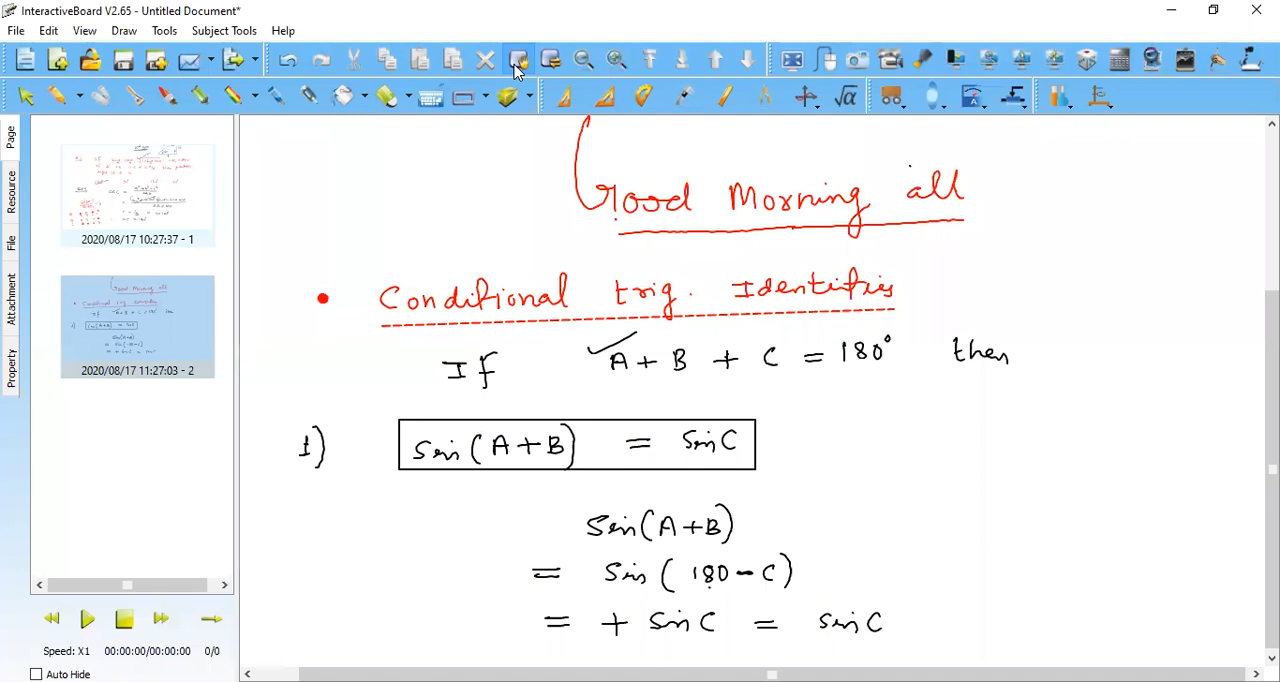 InteractiveBoard V2.65 - Untitled Document*
File Edit View Draw Tools Subject Tools Help
Page
Resource
File
Attachment
Property
2020/08/17 10:27:37 - 1
2020/08/17 11:27:03 - 2
Speed: X1 00:00:00/00:00:00 0/0
Auto Hide
Good Morning all
• Conditional trig. Identities
If A + B + C = 180° then
1) Sin(A+B) = SinC
Sin(A+B)
= Sin(180-C)
= + SinC = SinC